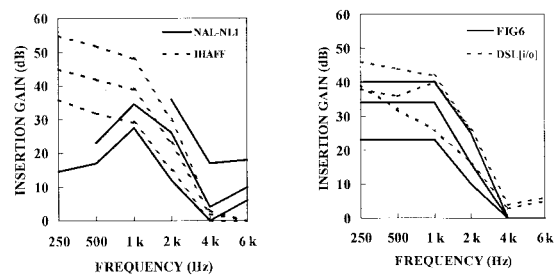 60
50
40
30
20
10
0
INSERTION GAIN (dB)
NAL-NL1
IHAFF
250 500 1 k 2 k 4 k 6 k
FREQUENCY (Hz)
60
50
40
30
20
10
0
INSERTION GAIN (dB)
FIG6
DSL[i/o]
250 500 1 k 2 k 4 k 6 k
FREQUENCY (Hz)